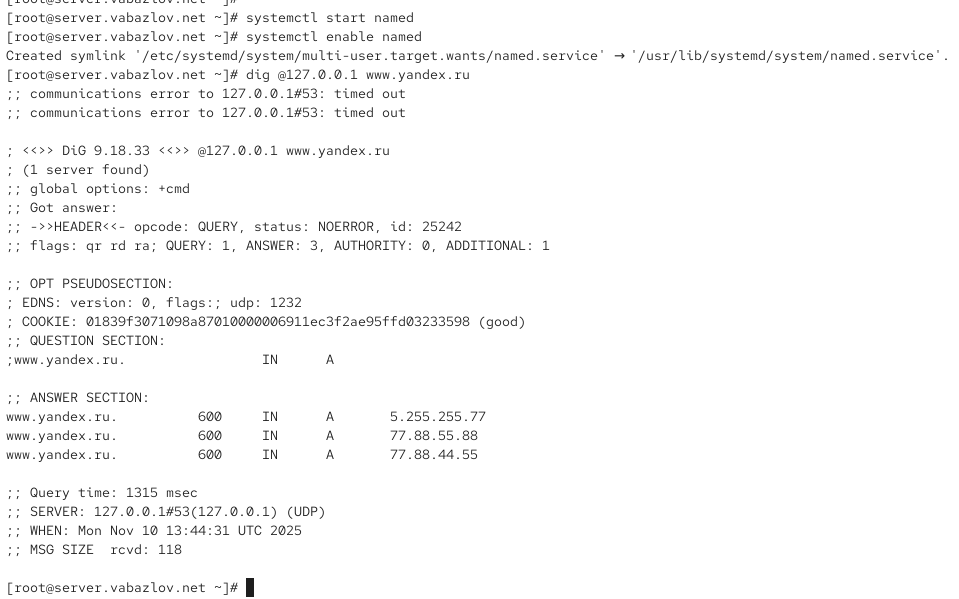 [root@server.vabazlov.net ~]#
[root@server.vabazlov.net ~]# systemctl start named
[root@server.vabazlov.net ~]# systemctl enable named
Created symlink '/etc/systemd/system/multi-user.target.wants/named.service' → '/usr/lib/systemd/system/named.service'.
[root@server.vabazlov.net ~]# dig @127.0.0.1 www.yandex.ru
;; communications error to 127.0.0.1#53: timed out
;; communications error to 127.0.0.1#53: timed out

; <<>> DiG 9.18.33 <<>> @127.0.0.1 www.yandex.ru
; (1 server found)
;; global options: +cmd
;; Got answer:
;; ->>HEADER<<- opcode: QUERY, status: NOERROR, id: 25242
;; flags: qr rd ra; QUERY: 1, ANSWER: 3, AUTHORITY: 0, ADDITIONAL: 1

;; OPT PSEUDOSECTION:
; EDNS: version: 0, flags:; udp: 1232
; COOKIE: 01839f3071098a87010000006911ec3f2ae95ffd03233598 (good)
;; QUESTION SECTION:
;www.yandex.ru.                 IN      A

;; ANSWER SECTION:
www.yandex.ru.          600     IN      A       5.255.255.77
www.yandex.ru.          600     IN      A       77.88.55.88
www.yandex.ru.          600     IN      A       77.88.44.55

;; Query time: 1315 msec
;; SERVER: 127.0.0.1#53(127.0.0.1) (UDP)
;; WHEN: Mon Nov 10 13:44:31 UTC 2025
;; MSG SIZE  rcvd: 118

[root@server.vabazlov.net ~]#